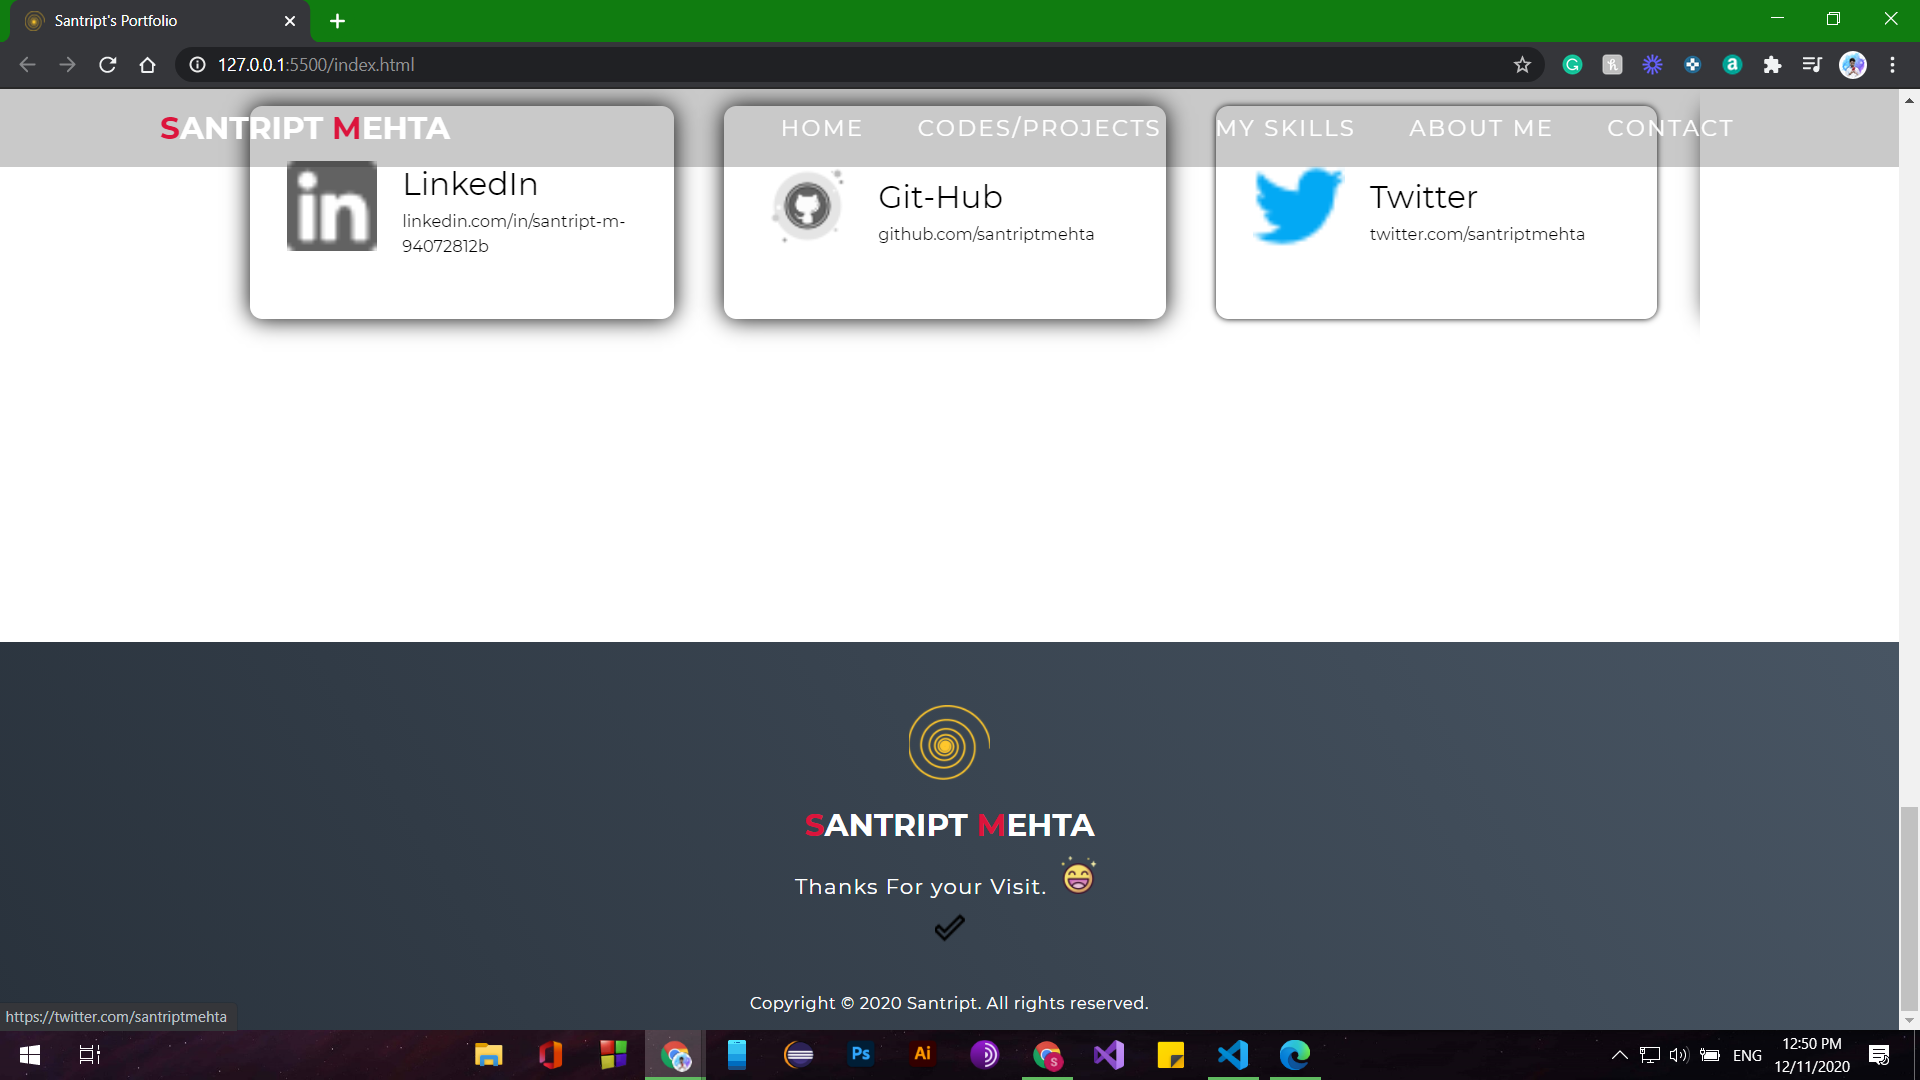 Santript's Portfolio
127.0.0.1:5500/index.html
SANTRIPT MEHTA
HOME
CODES/PROJECTS
MY SKILLS
ABOUT ME
CONTACT
in
LinkedIn
linkedin.com/in/santript-m-
94072812b
Git-Hub
github.com/santriptmehta
Twitter
twitter.com/santriptmehta
SANTRIPT MEHTA
Thanks For your Visit.
Copyright © 2020 Santript. All rights reserved.
https://twitter.com/santriptmehta
Ps
Ai
S
ENG
12:50 PM
12/11/2020